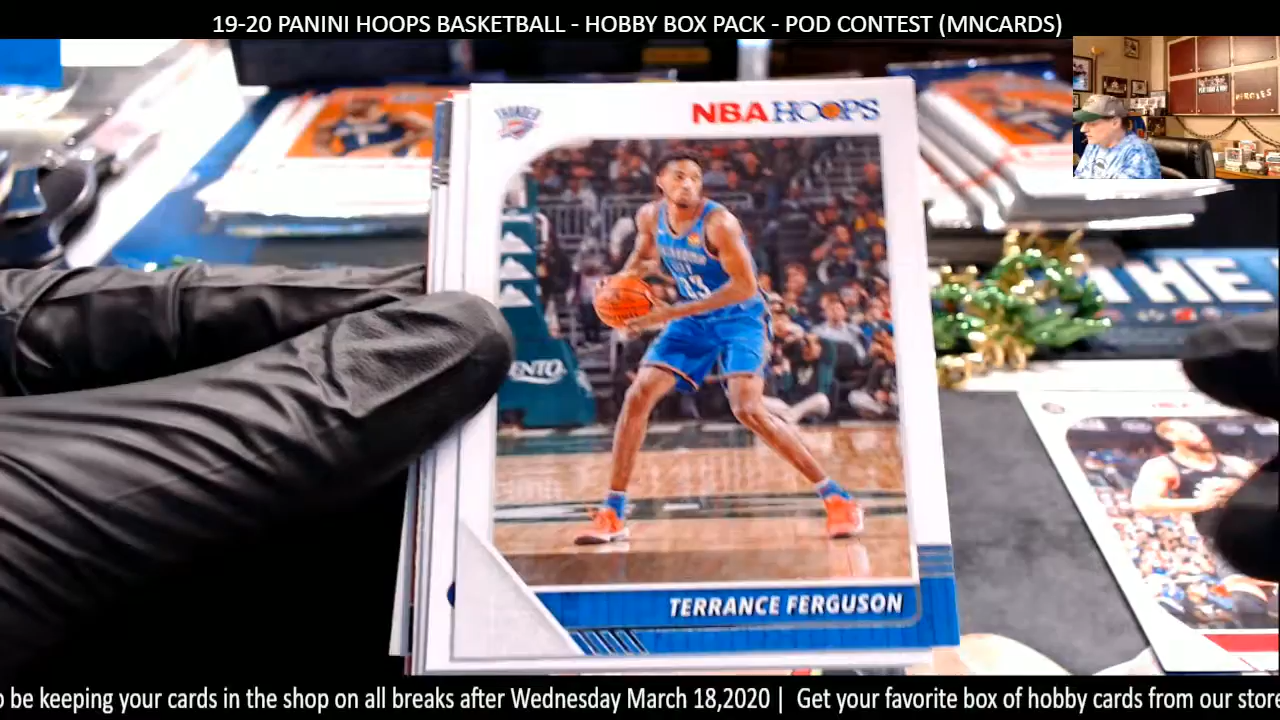 19-20 PANINI HOOPS BASKETBALL - HOBBY BOX PACK - POD CONTEST (MNCARDS)
THUNDER
NBA HOOPS
THE
TERRANCE FERGUSON
o be keeping your cards in the shop on all breaks after Wednesday March 18,2020 | Get your favorite box of hobby cards from our store